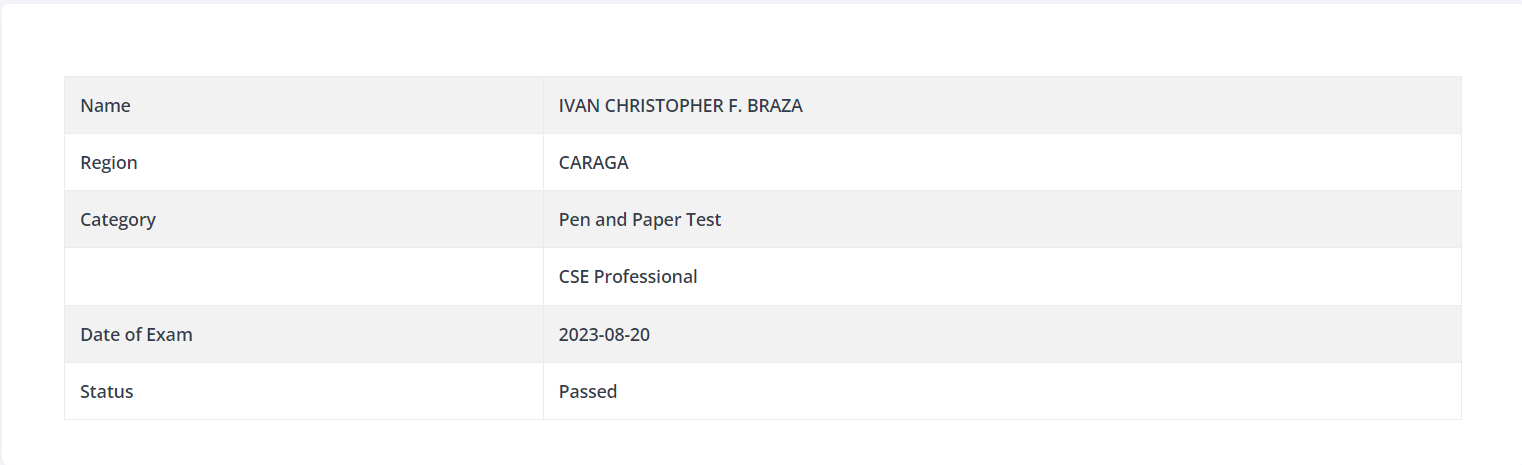 Name IVAN CHRISTOPHER F. BRAZA
Region CARAGA
Category Pen and Paper Test
CSE Professional
Date of Exam 2023-08-20
Status Passed